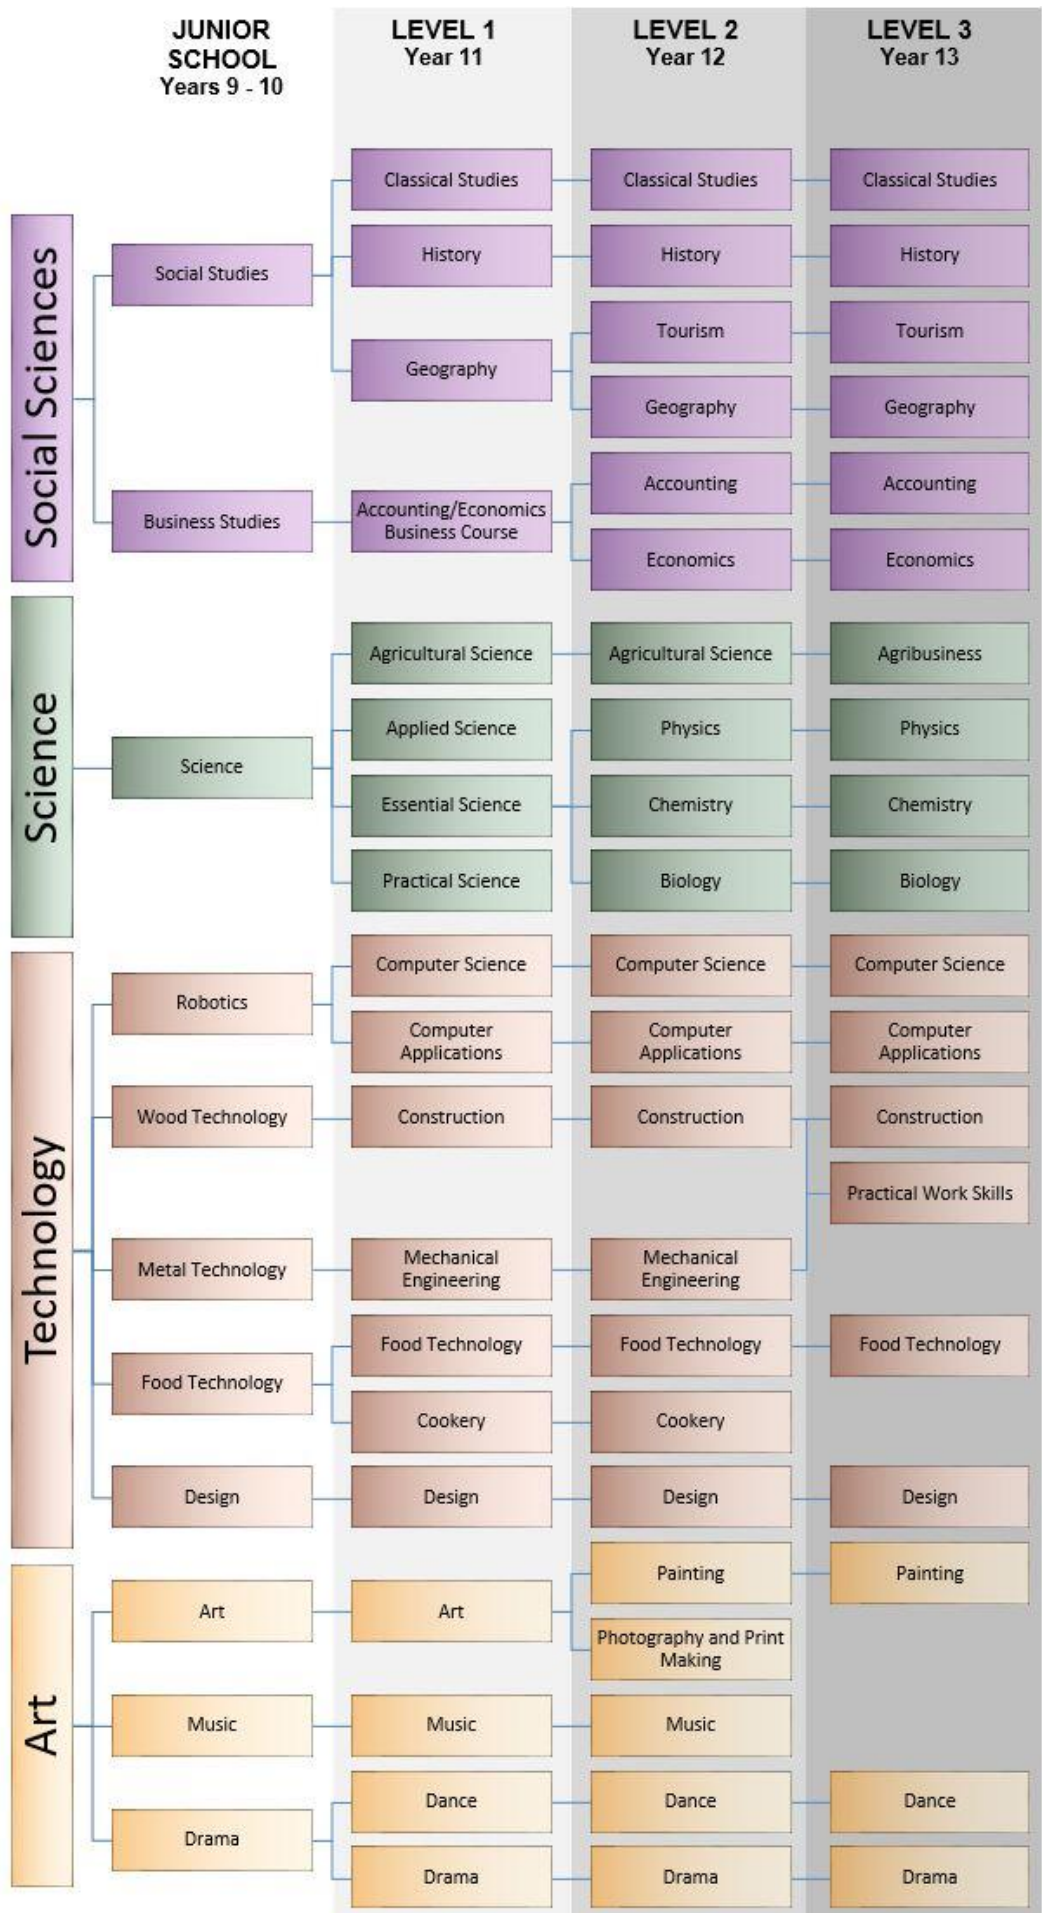 JUNIOR
SCHOOL
Years 9 - 10
LEVEL 1
Year 11
LEVEL 2
Year 12
LEVEL 3
Year 13
Social Sciences
Social Studies
Classical Studies
Classical Studies
Classical Studies
History
History
History
Geography
Tourism
Tourism
Geography
Geography
Business Studies
Accounting/Economics
Business Course
Accounting
Accounting
Economics
Economics
Science
Science
Agricultural Science
Agricultural Science
Agribusiness
Applied Science
Physics
Physics
Essential Science
Chemistry
Chemistry
Practical Science
Biology
Biology
Technology
Robotics
Computer Science
Computer Science
Computer Science
Computer
Applications
Computer
Applications
Computer
Applications
Wood Technology
Construction
Construction
Construction
Practical Work Skills
Metal Technology
Mechanical
Engineering
Mechanical
Engineering
Food Technology
Food Technology
Food Technology
Food Technology
Cookery
Cookery
Design
Design
Design
Design
Art
Art
Art
Painting
Painting
Photography and Print
Making
Music
Music
Music
Drama
Dance
Dance
Dance
Drama
Drama
Drama